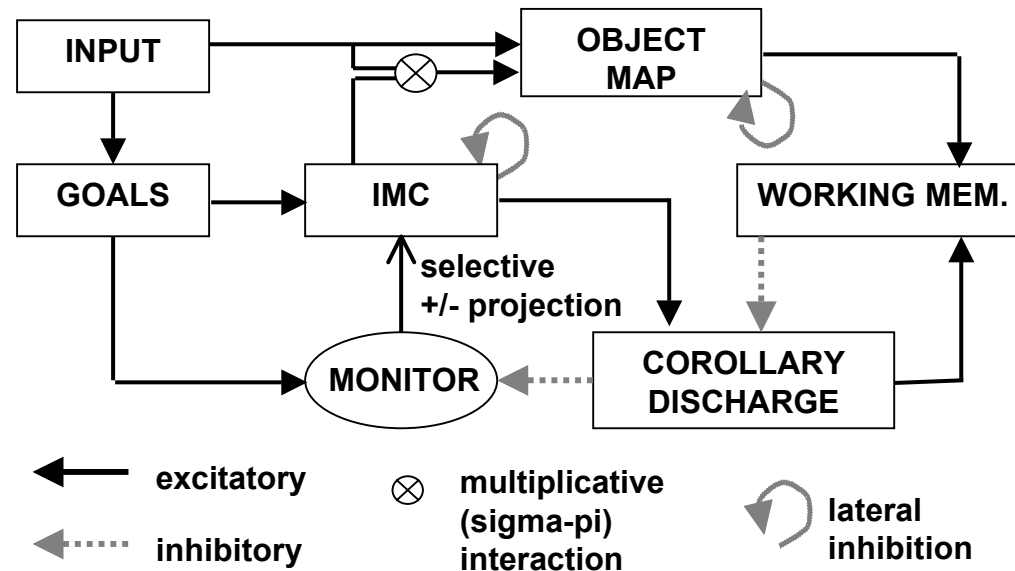 INPUT
OBJECT
MAP
GOALS
IMC
WORKING MEM.
selective
+/- projection
MONITOR
COROLLARY
DISCHARGE
excitatory
inhibitory
multiplicative
(sigma-pi)
interaction
lateral
inhibition